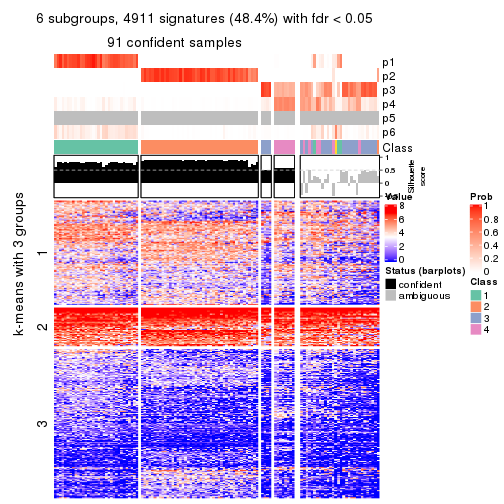 6 subgroups, 4911 signatures (48.4%) with fdr < 0.05
91 confident samples
p1
p2
p3
p4
p5
p6
Class
1
0.5
0
Silhouette
score
k-means with 3 groups
1
2
3
Value
8
6
4
2
0
Status (barplots)
confident
ambiguous
Prob
1
0.8
0.6
0.4
0.2
0
Class
1
2
3
4